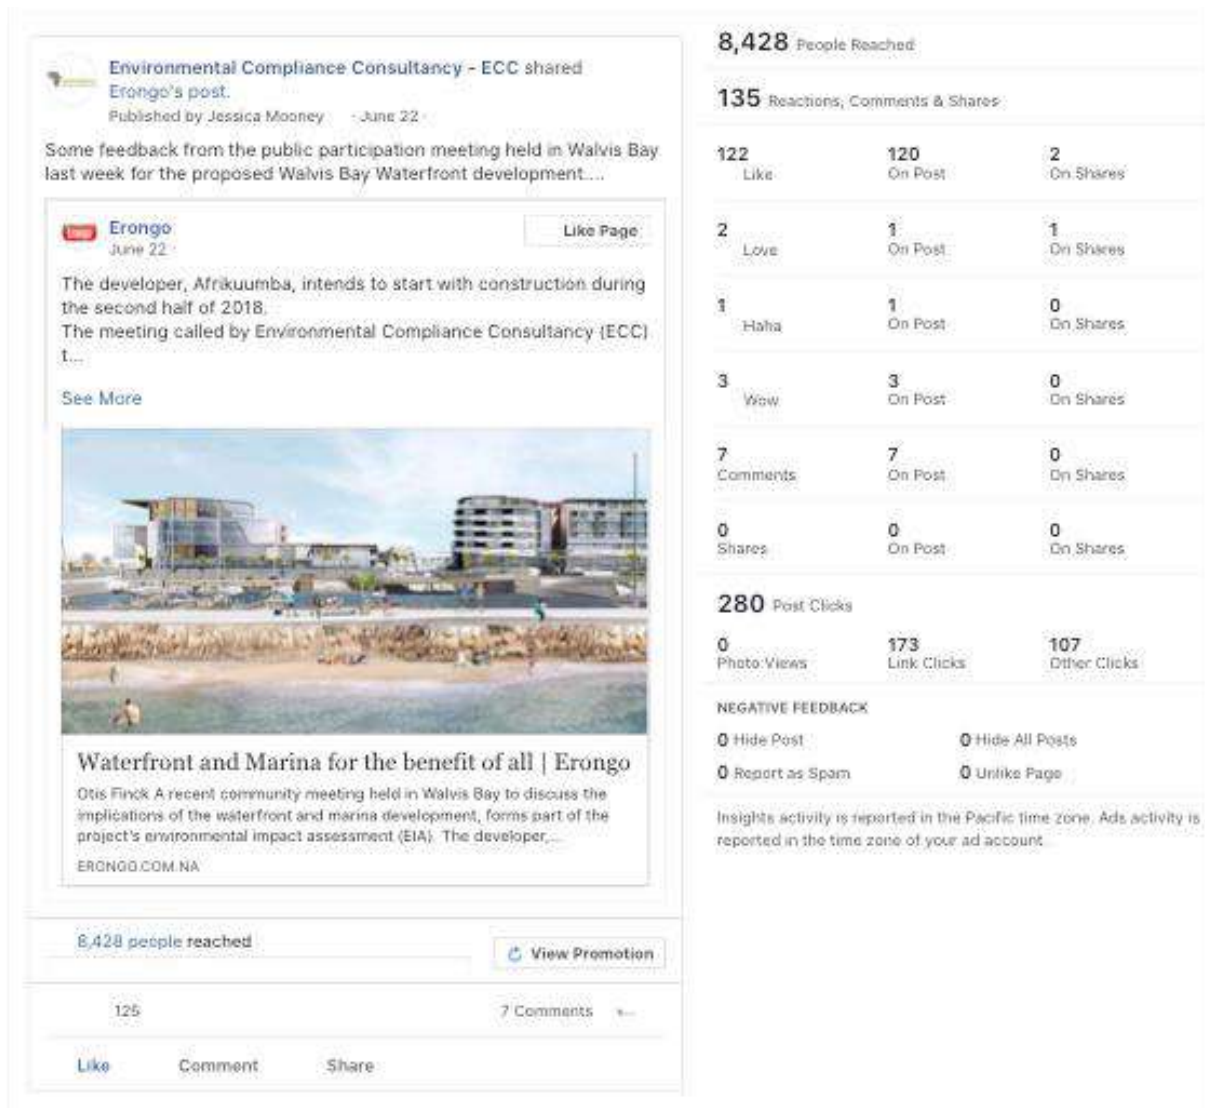 Environmental Compliance Consultancy - ECC shared
Erongo's post.
Published by Jessica Mooney · June 22 ·
Some feedback from the public participation meeting held in Walvis Bay
last week for the proposed Walvis Bay Waterfront development....
Erongo
June 22 ·
Like Page
The developer, Afrikuumba, intends to start with construction during
the second half of 2018.
The meeting called by Environmental Compliance Consultancy (ECC)
t...
See More
Waterfront and Marina for the benefit of all | Erongo
Otis Finck A recent community meeting held in Walvis Bay to discuss the
implications of the waterfront and marina development, forms part of the
project's environmental impact assessment (EIA). The developer,...
ERONGO.COM.NA
8,428 people reached
View Promotion
125
7 Comments
Like Comment Share
8,428 People Reached
135 Reactions, Comments & Shares
122 120 2
Like On Post On Shares
2 1 1
Love On Post On Shares
1 1 0
Haha On Post On Shares
3 3 0
Wow On Post On Shares
7 7 0
Comments On Post On Shares
0 0 0
Shares On Post On Shares
280 Post Clicks
0 173 107
Photo Views Link Clicks Other Clicks
NEGATIVE FEEDBACK
0 Hide Post 0 Hide All Posts
0 Report as Spam 0 Unlike Page
Insights activity is reported in the Pacific time zone. Ads activity is
reported in the time zone of your ad account.